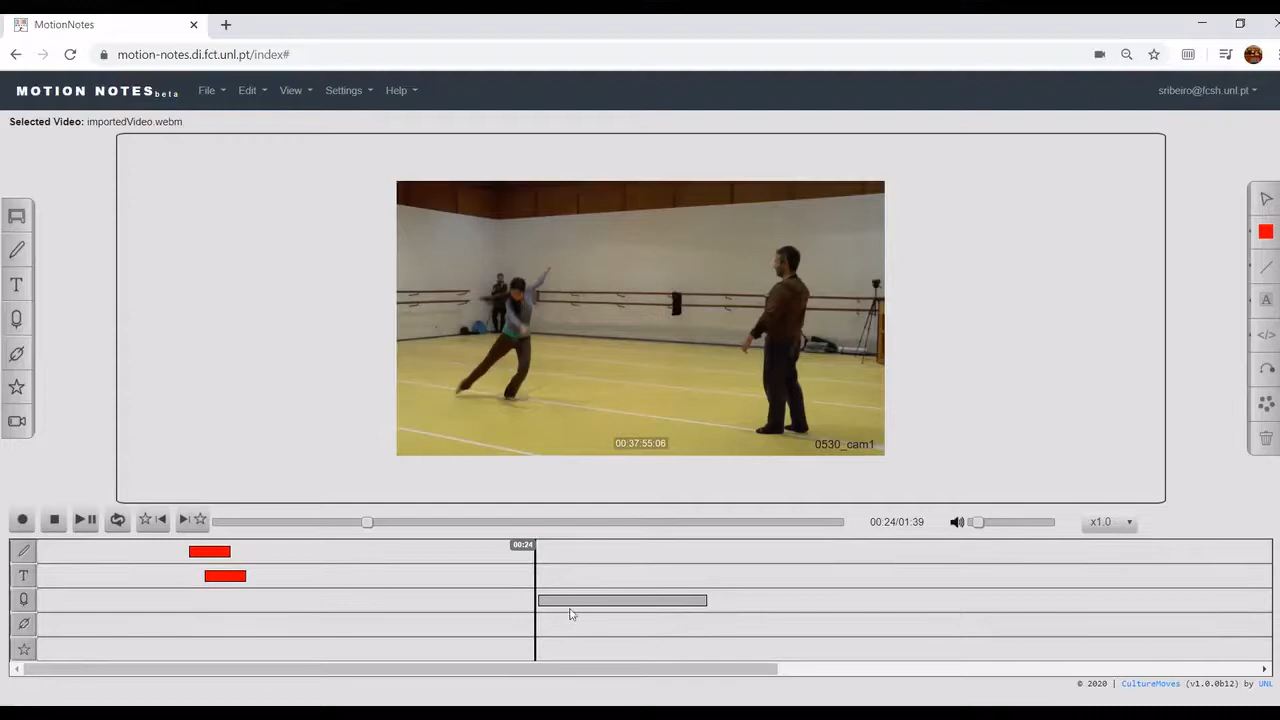 MotionNotes
motion-notes.di.fct.unl.pt/index#
MOTION NOTES beta File Edit View Settings Help sribeiro@fcsh.unl.pt
Selected Video: importedVideo.webm
T
A
</>
00:37:55:06
0530_cam1
00:24/01:39
x1.0
00:24
T
© 2020 | CultureMoves (v1.0.0b12) by UNL